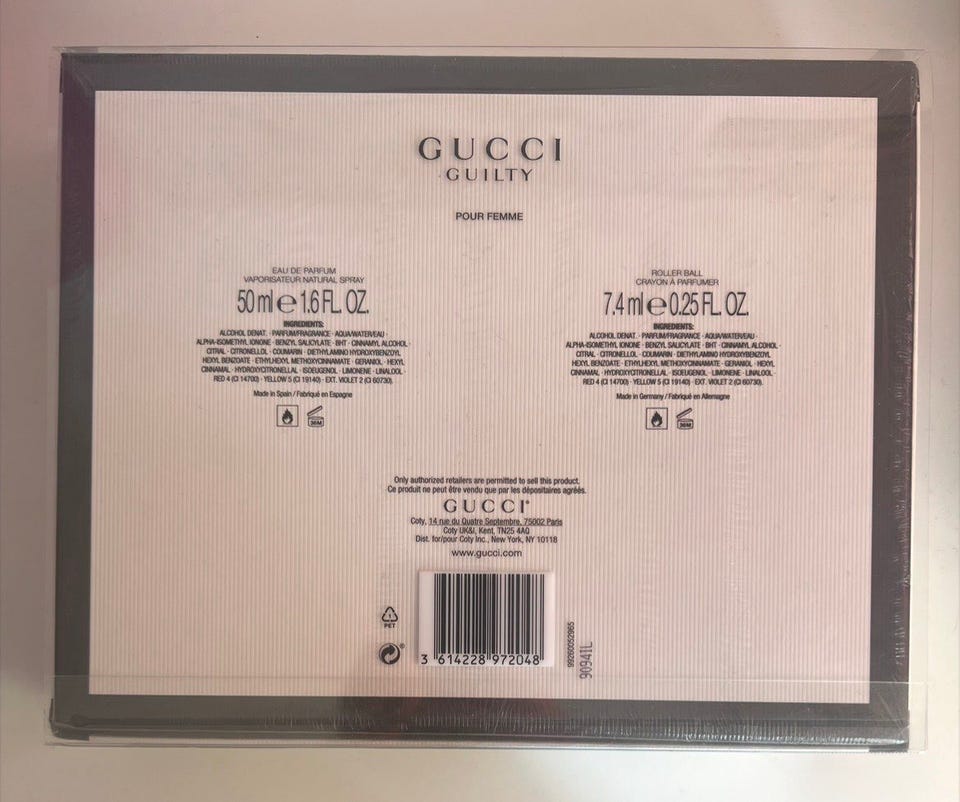 GUCCI
GUILTY
POUR FEMME
EAU DE PARFUM
VAPORISATEUR NATURAL SPRAY
50 ml e 1.6 FL. OZ.
INGREDIENTS:
ALCOHOL DENAT. · PARFUM/FRAGRANCE · AQUA/WATER/EAU ·
ALPHA-ISOMETHYL IONONE · BENZYL SALICYLATE · BHT · CINNAMYL ALCOHOL ·
CITRAL · CITRONELLOL · COUMARIN · DIETHYLAMINO HYDROXYBENZOYL
HEXYL BENZOATE · ETHYLHEXYL METHOXYCINNAMATE · GERANIOL · HEXYL
CINNAMAL · HYDROXYCITRONELLAL · ISOEUGENOL · LIMONENE · LINALOOL ·
RED 4 (CI 14700) · YELLOW 5 (CI 19140) · EXT. VIOLET 2 (CI 60730).
Made in Spain / Fabriqué en Espagne
36M
ROLLER BALL
CRAYON À PARFUMER
7.4 ml e 0.25 FL. OZ.
INGREDIENTS:
ALCOHOL DENAT. · PARFUM/FRAGRANCE · AQUA/WATER/EAU ·
ALPHA-ISOMETHYL IONONE · BENZYL SALICYLATE · BHT · CINNAMYL ALCOHOL ·
CITRAL · CITRONELLOL · COUMARIN · DIETHYLAMINO HYDROXYBENZOYL
HEXYL BENZOATE · ETHYLHEXYL METHOXYCINNAMATE · GERANIOL · HEXYL
CINNAMAL · HYDROXYCITRONELLAL · ISOEUGENOL · LIMONENE · LINALOOL ·
RED 4 (CI 14700) · YELLOW 5 (CI 19140) · EXT. VIOLET 2 (CI 60730).
Made in Germany / Fabriqué en Allemagne
36M
Only authorized retailers are permitted to sell this product.
Ce produit ne peut être vendu que par les dépositaires agréés.
GUCCI®
Coty, 14 rue du Quatre Septembre, 75002 Paris
Coty UK&I, Kent, TN25 4AQ
Dist. for/pour Coty Inc., New York, NY 10118
www.gucci.com
PET
®
3 614228 972048
99260052965
90941L